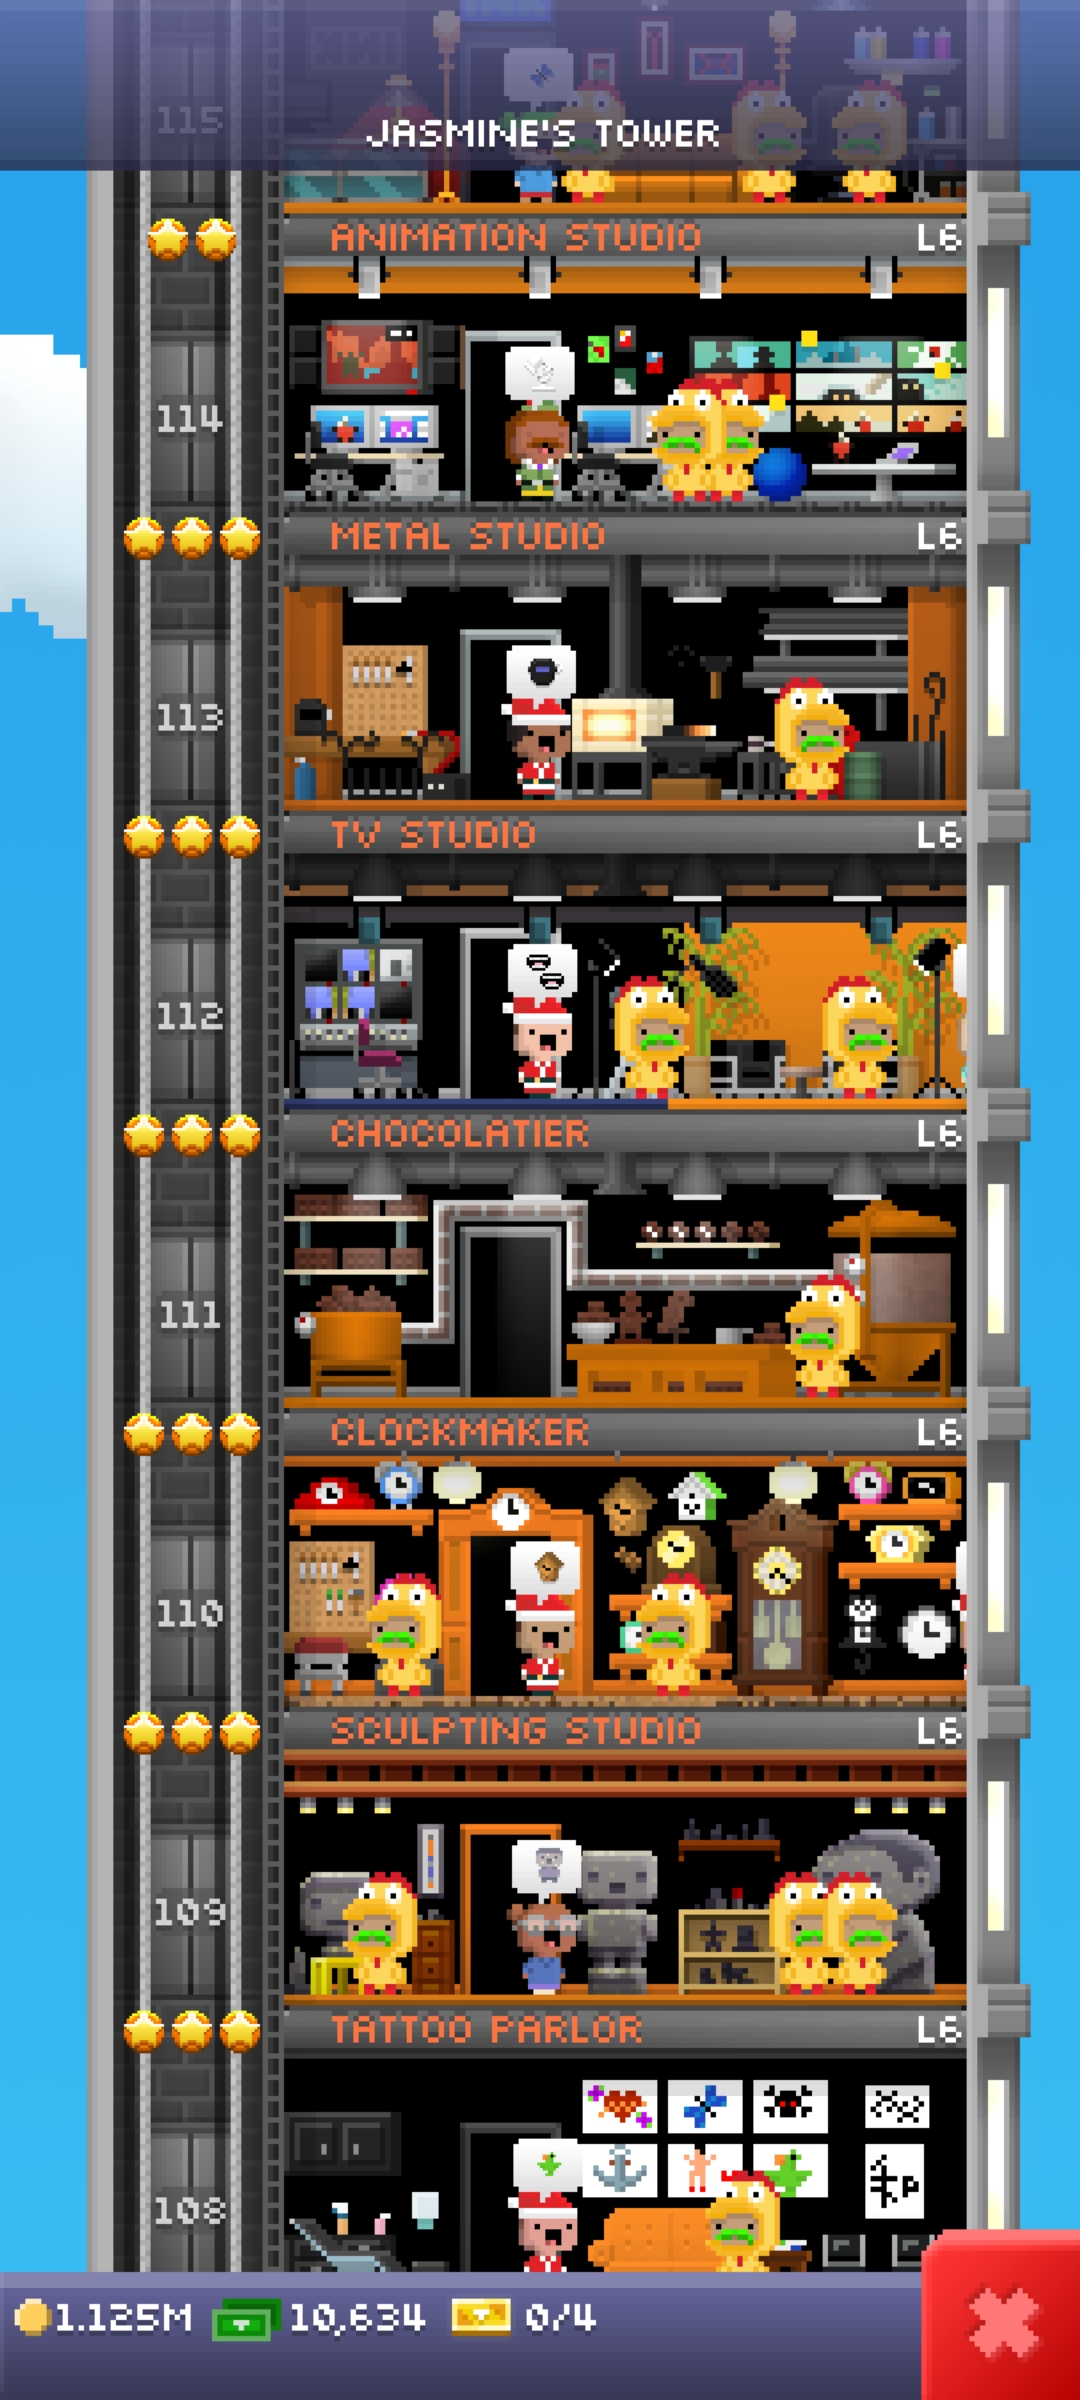 115
JASMINE'S TOWER
ANIMATION STUDIO L6
114
METAL STUDIO L6
113
TV STUDIO L6
112
CHOCOLATIER L6
111
CLOCKMAKER L6
110
SCULPTING STUDIO L6
109
TATTOO PARLOR L6
108
1.125M 10,634 0/4